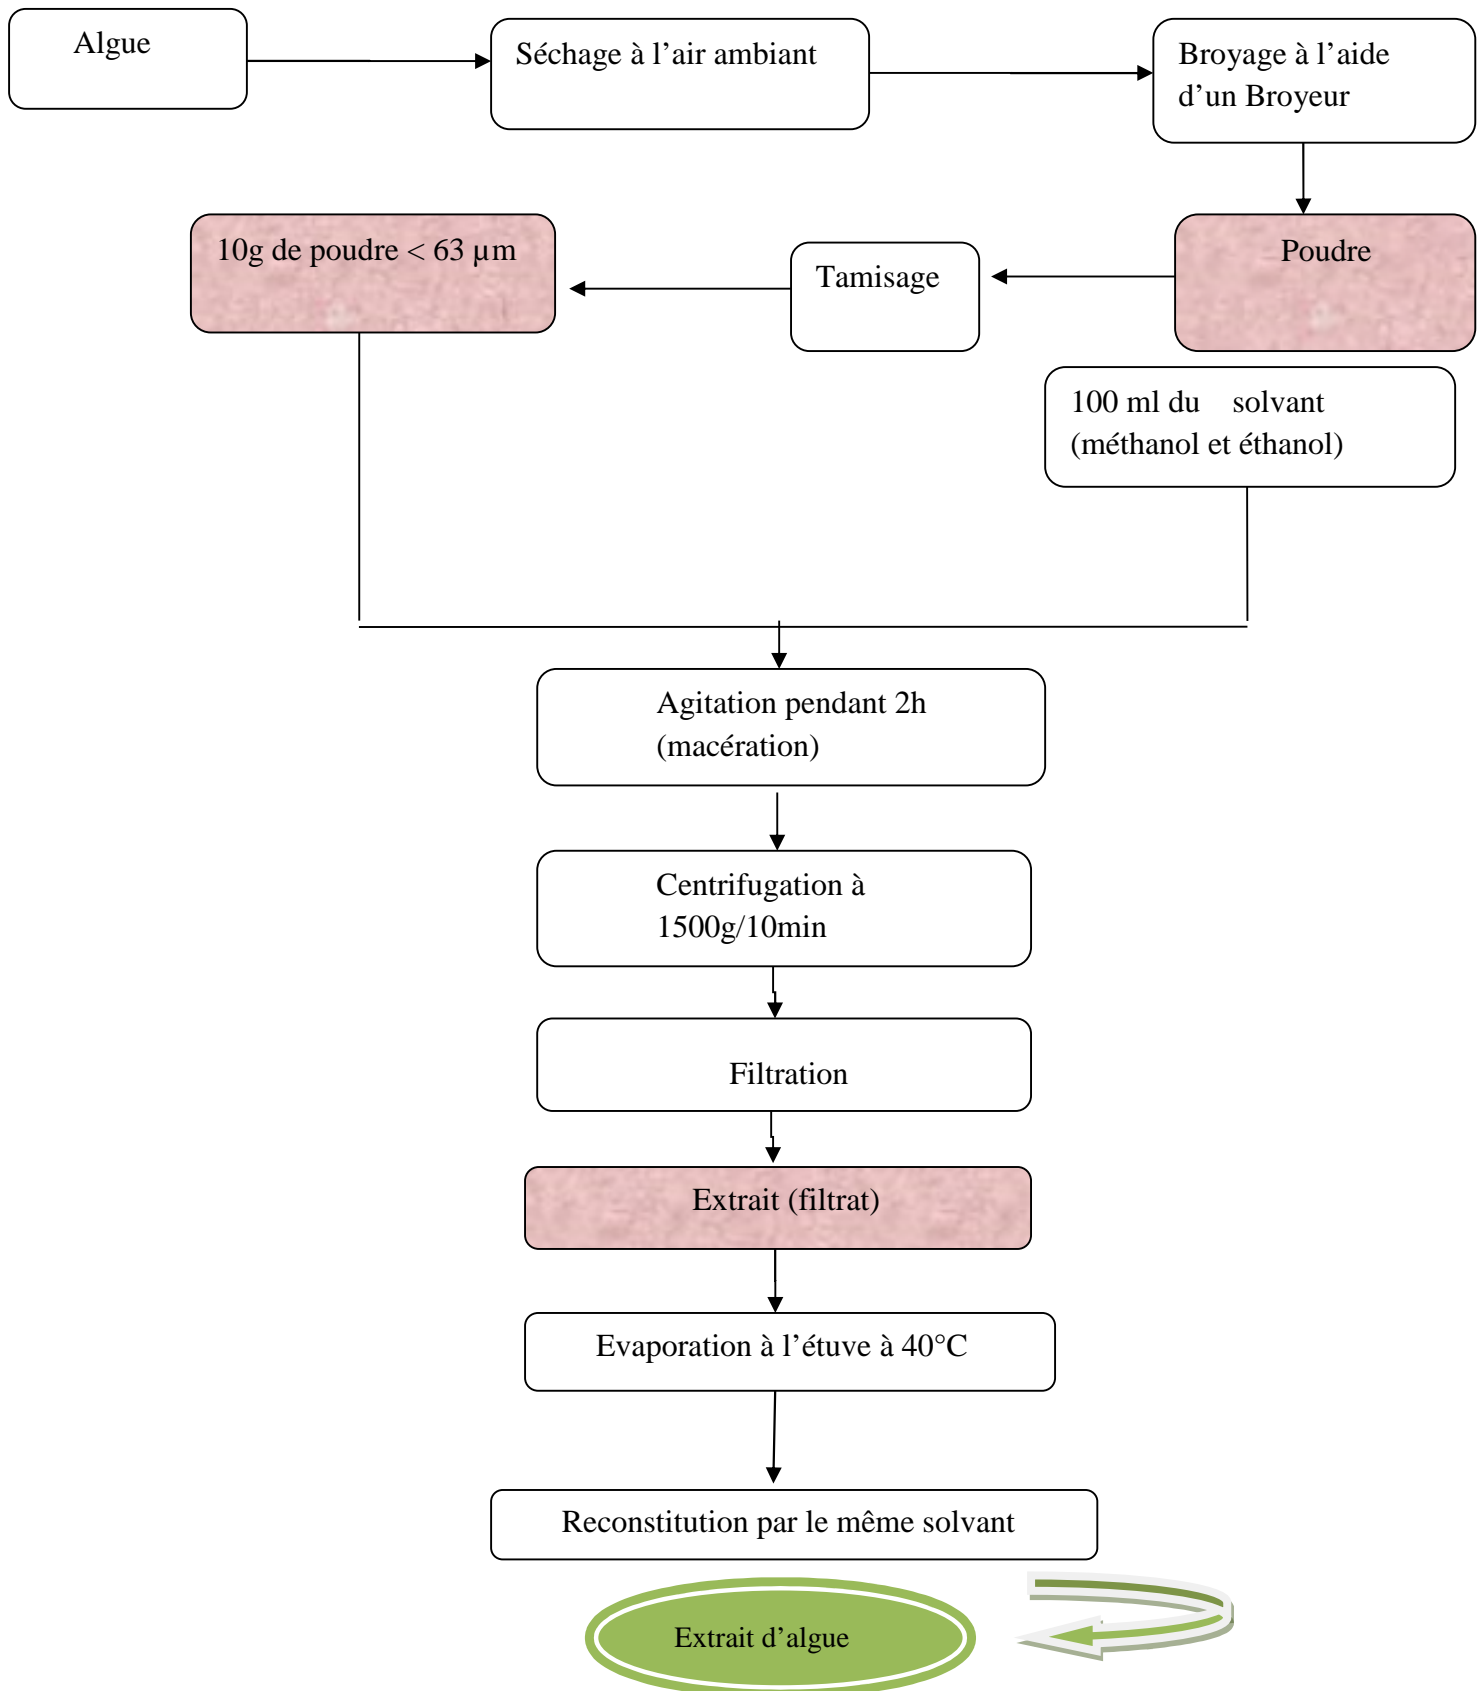 Algue
Séchage à l’air ambiant
Broyage à l’aide
d’un Broyeur
Poudre
Tamisage
10g de poudre < 63 µm
100 ml du solvant
(méthanol et éthanol)
Agitation pendant 2h
(macération)
Centrifugation à
1500g/10min
Filtration
Extrait (filtrat)
Evaporation à l’étuve à 40°C
Reconstitution par le même solvant
Extrait d’algue